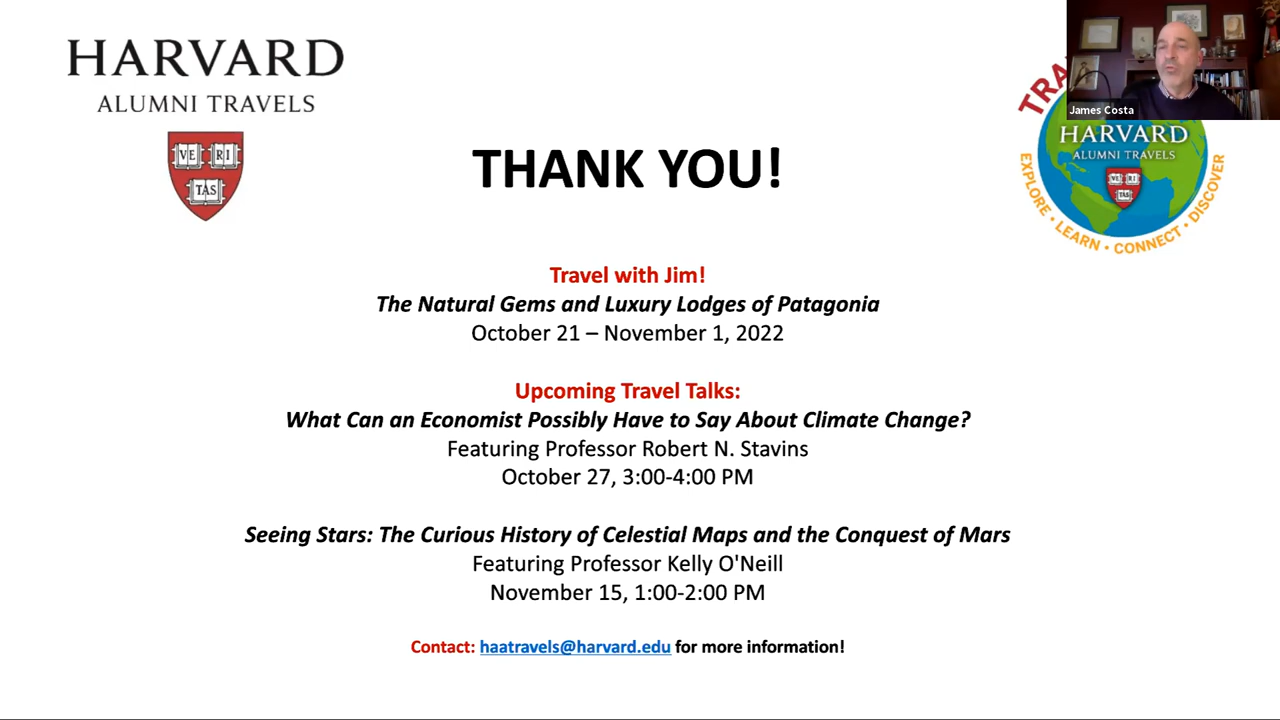 HARVARD
ALUMNI TRAVELS
VE RI
TAS
THANK YOU!
James Costa
TRA
HARVARD
ALUMNI TRAVELS
VE RI
TAS
EXPLORE • LEARN • CONNECT • DISCOVER
Travel with Jim!
The Natural Gems and Luxury Lodges of Patagonia
October 21 – November 1, 2022
Upcoming Travel Talks:
What Can an Economist Possibly Have to Say About Climate Change?
Featuring Professor Robert N. Stavins
October 27, 3:00-4:00 PM
Seeing Stars: The Curious History of Celestial Maps and the Conquest of Mars
Featuring Professor Kelly O'Neill
November 15, 1:00-2:00 PM
Contact: haatravels@harvard.edu for more information!